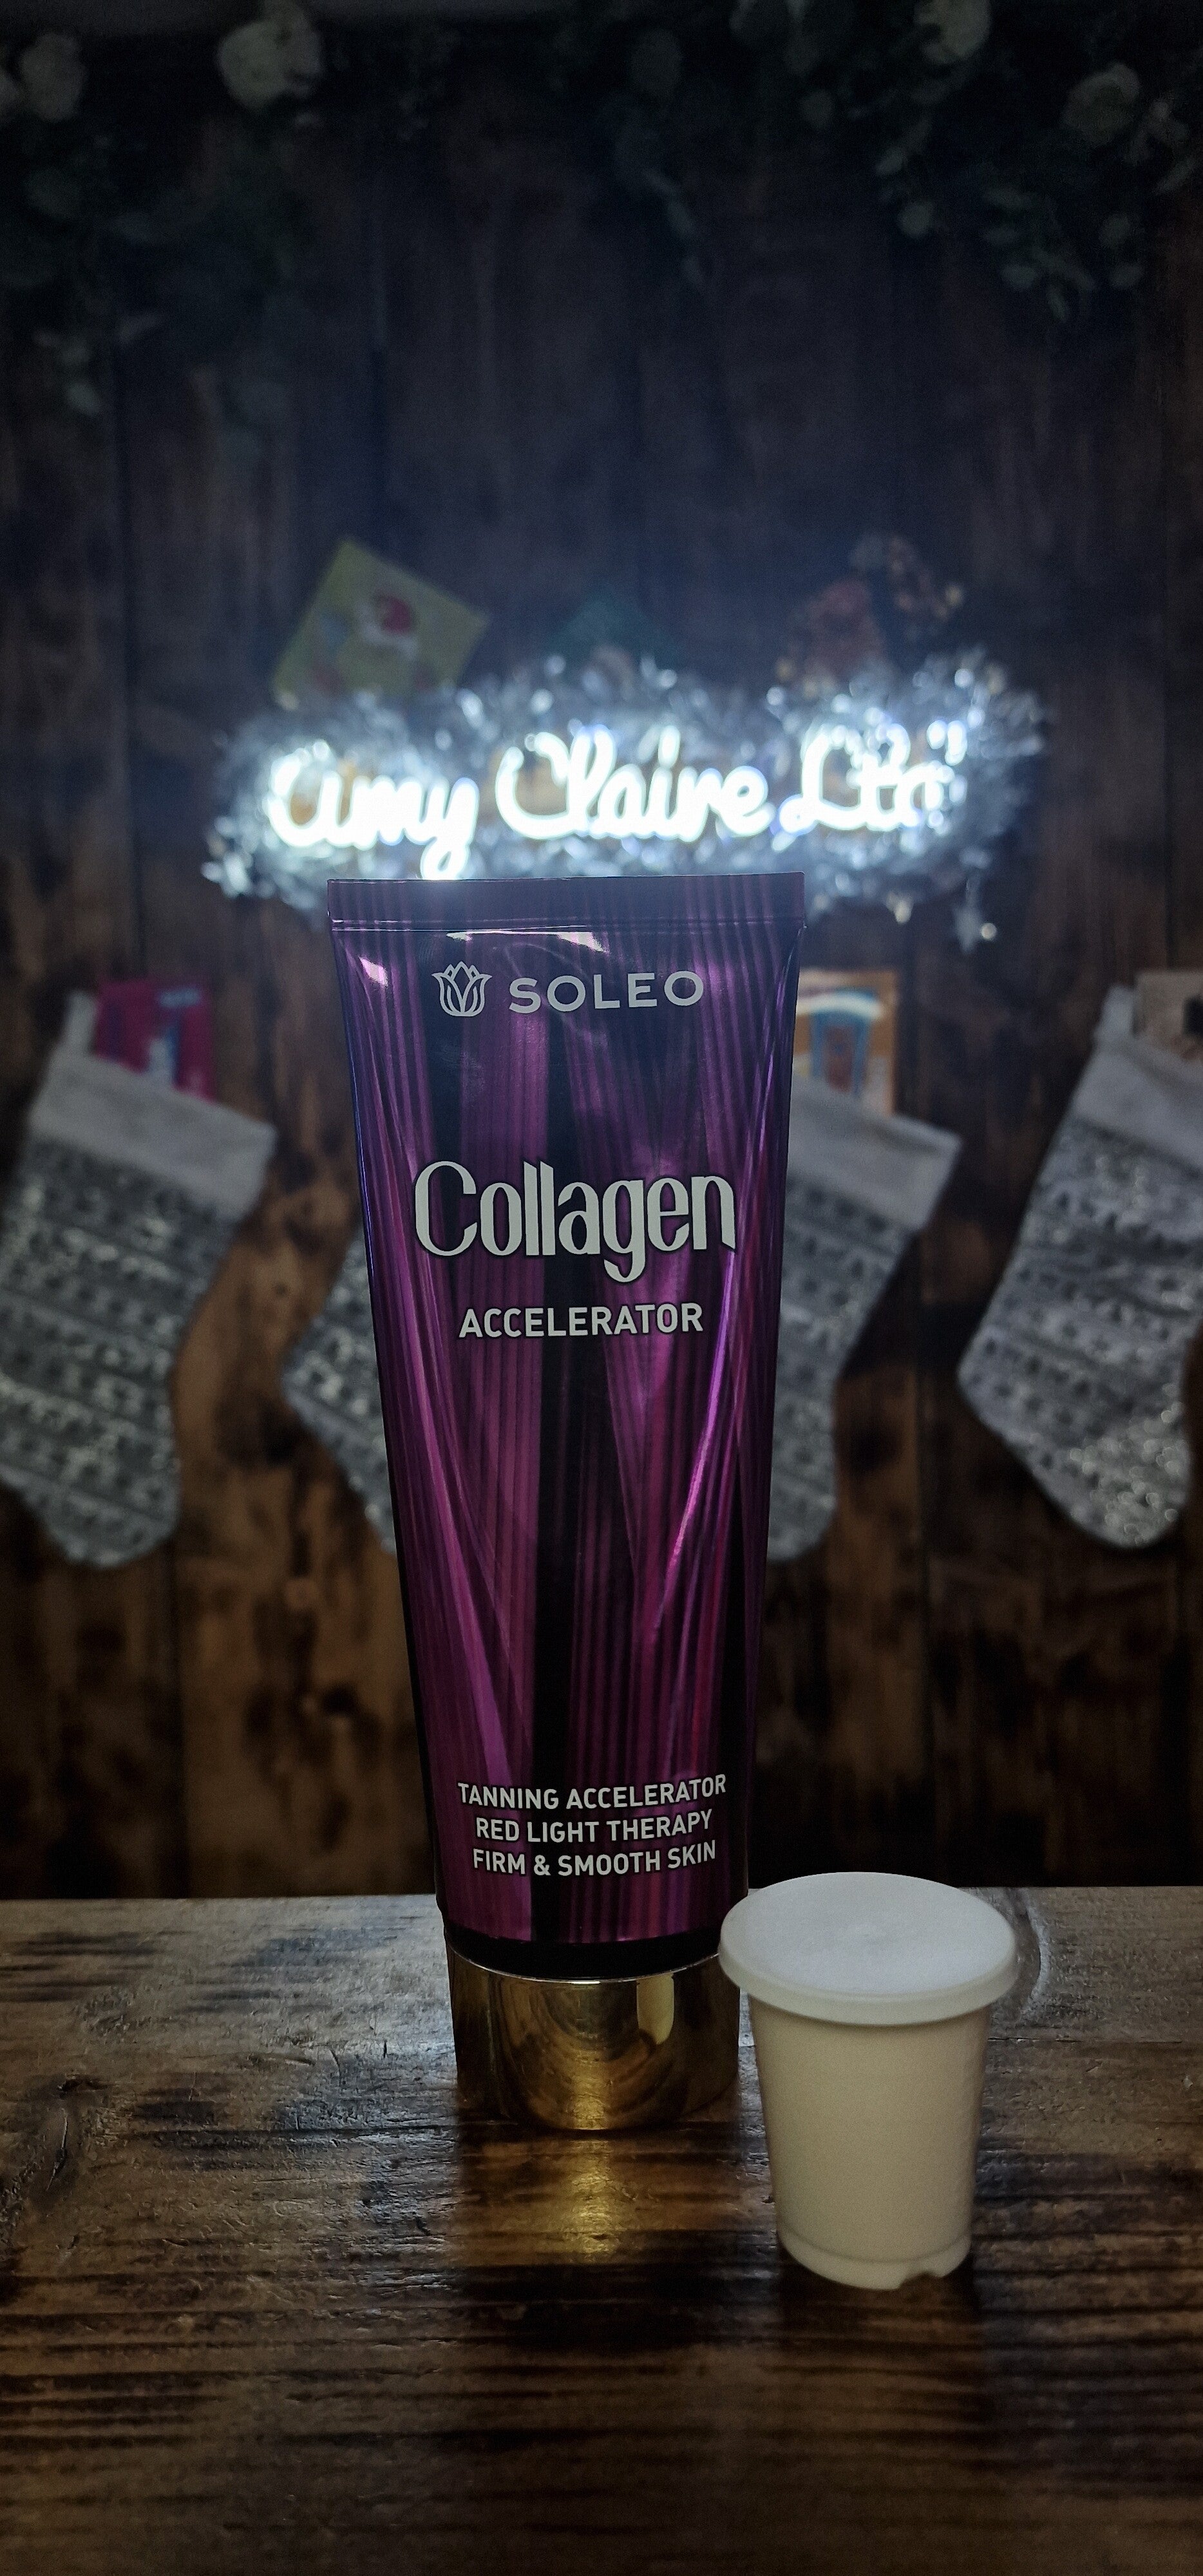 Amy Claire Ltd
SOLEO
Collagen
ACCELERATOR
TANNING ACCELERATOR
RED LIGHT THERAPY
FIRM & SMOOTH SKIN